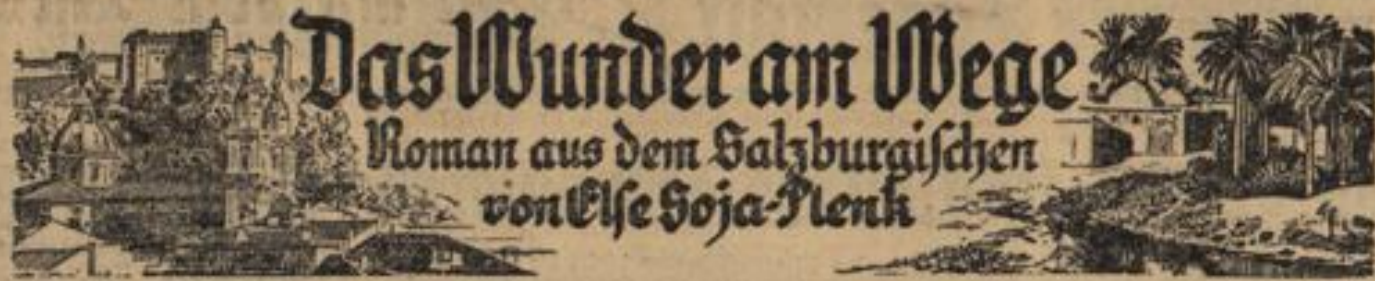 Das Wunder am Wege
Roman aus dem Salzburgischen
von Else Soja-Plenk